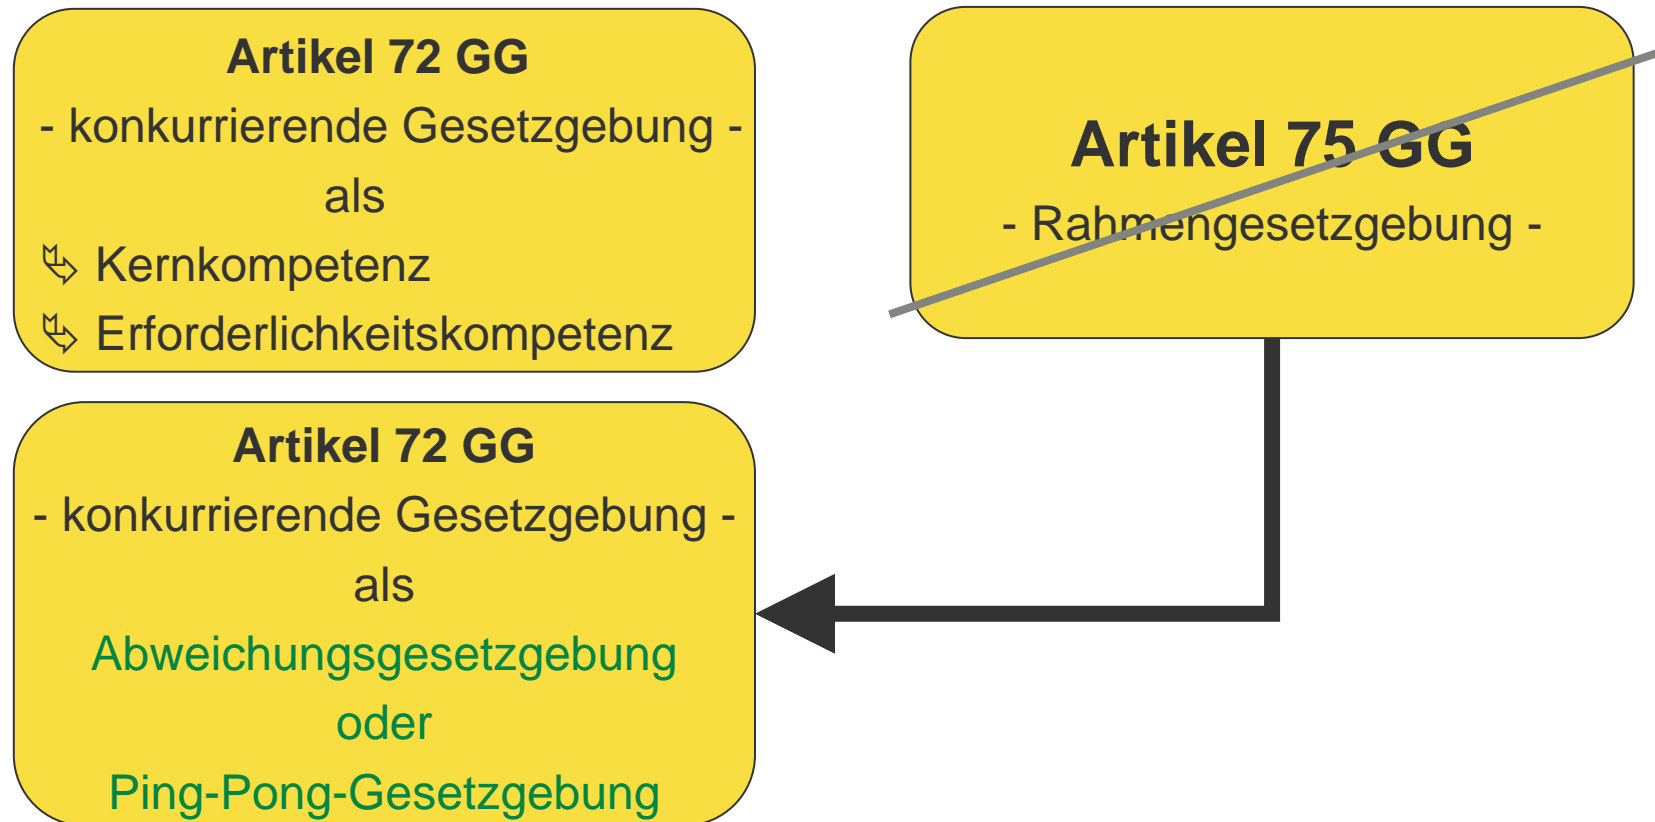 Artikel 72 GG
- konkurrierende Gesetzgebung -
als
Kernkompetenz
Erforderlichkeitskompetenz
Artikel 75 GG
- Rahmengesetzgebung -
Artikel 72 GG
- konkurrierende Gesetzgebung -
als
Abweichungsgesetzgebung
oder
Ping-Pong-Gesetzgebung